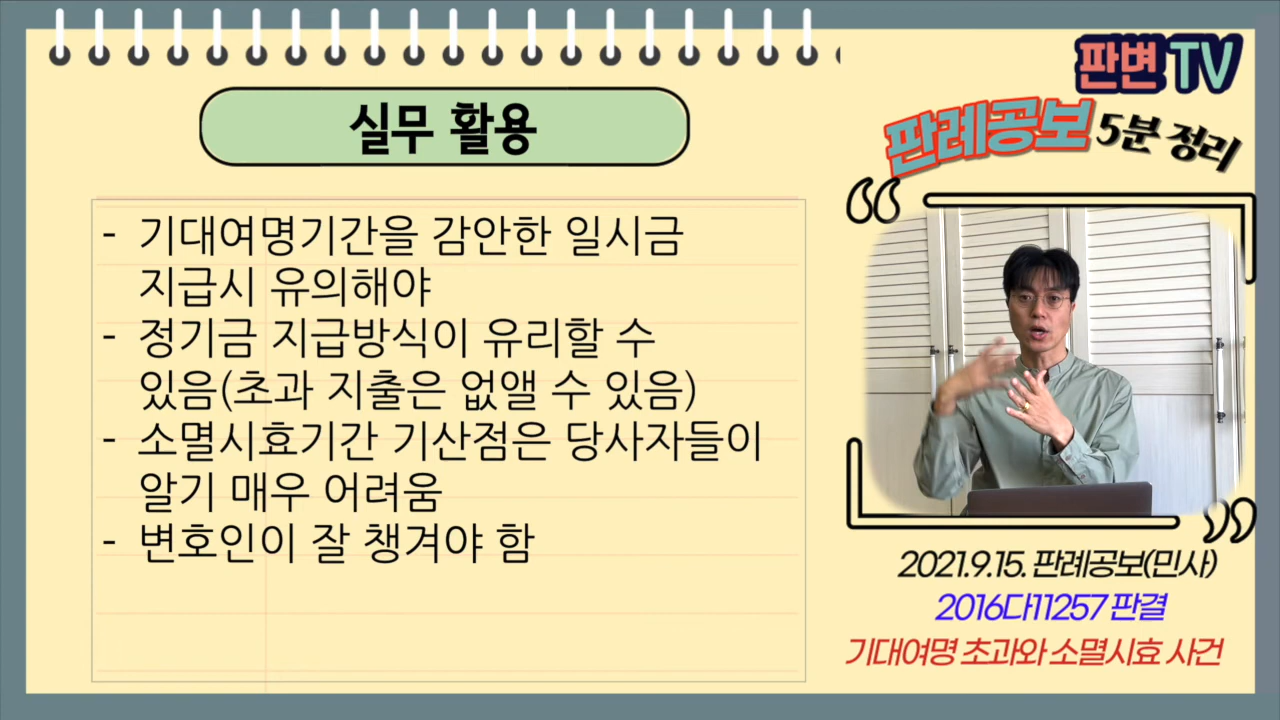 실무 활용
- 기대여명기간을 감안한 일시금
지급시 유의해야
- 정기금 지급방식이 유리할 수
있음(초과 지출은 없앨 수 있음)
- 소멸시효기간 기산점은 당사자들이
알기 매우 어려움
- 변호인이 잘 챙겨야 함
판변 TV
판례공보 5분 정리
2021.9.15. 판례공보(민사)
2016다11257 판결
기대여명 초과와 소멸시효 사건